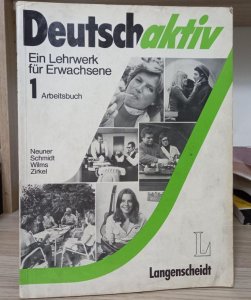 Deutsch aktiv
Ein Lehrwerk
für Erwachsene
1 Arbeitsbuch
Neuner
Schmidt
Wilms
Zirkel
L
Langenscheidt